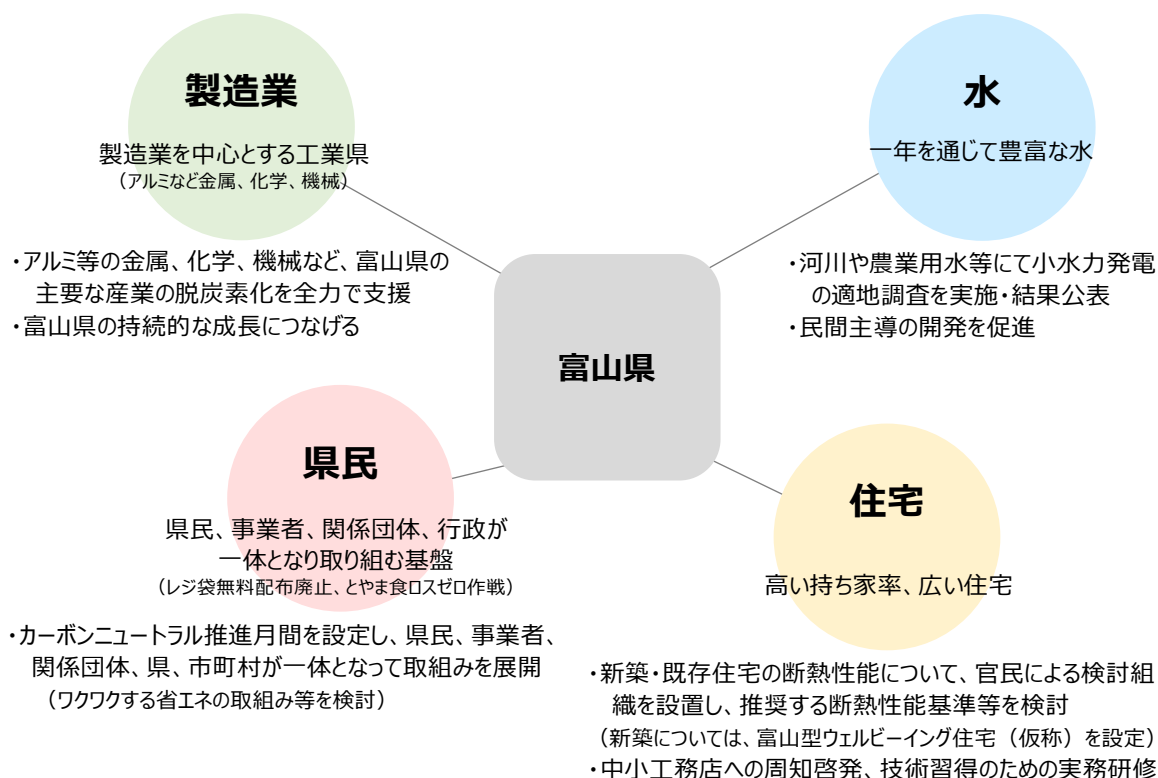 製造業
製造業を中心とする工業県
（アルミなど金属、化学、機械）
・アルミ等の金属、化学、機械など、富山県の
主要な産業の脱炭素化を全力で支援
・富山県の持続的な成長につなげる
水
一年を通じて豊富な水
・河川や農業用水等にて小水力発電
の適地調査を実施・結果公表
・民間主導の開発を促進
富山県
県民
県民、事業者、関係団体、行政が
一体となり取り組む基盤
（レジ袋無料配布廃止、とやま食ロスゼロ作戦）
・カーボンニュートラル推進月間を設定し、県民、事業者、
関係団体、県、市町村が一体となって取組みを展開
（ワクワクする省エネの取組み等を検討）
住宅
高い持ち家率、広い住宅
・新築・既存住宅の断熱性能について、官民による検討組
織を設置し、推奨する断熱性能基準等を検討
（新築については、富山型ウェルビーイング住宅（仮称）を設定）
・中小工務店への周知啓発、技術習得のための実務研修